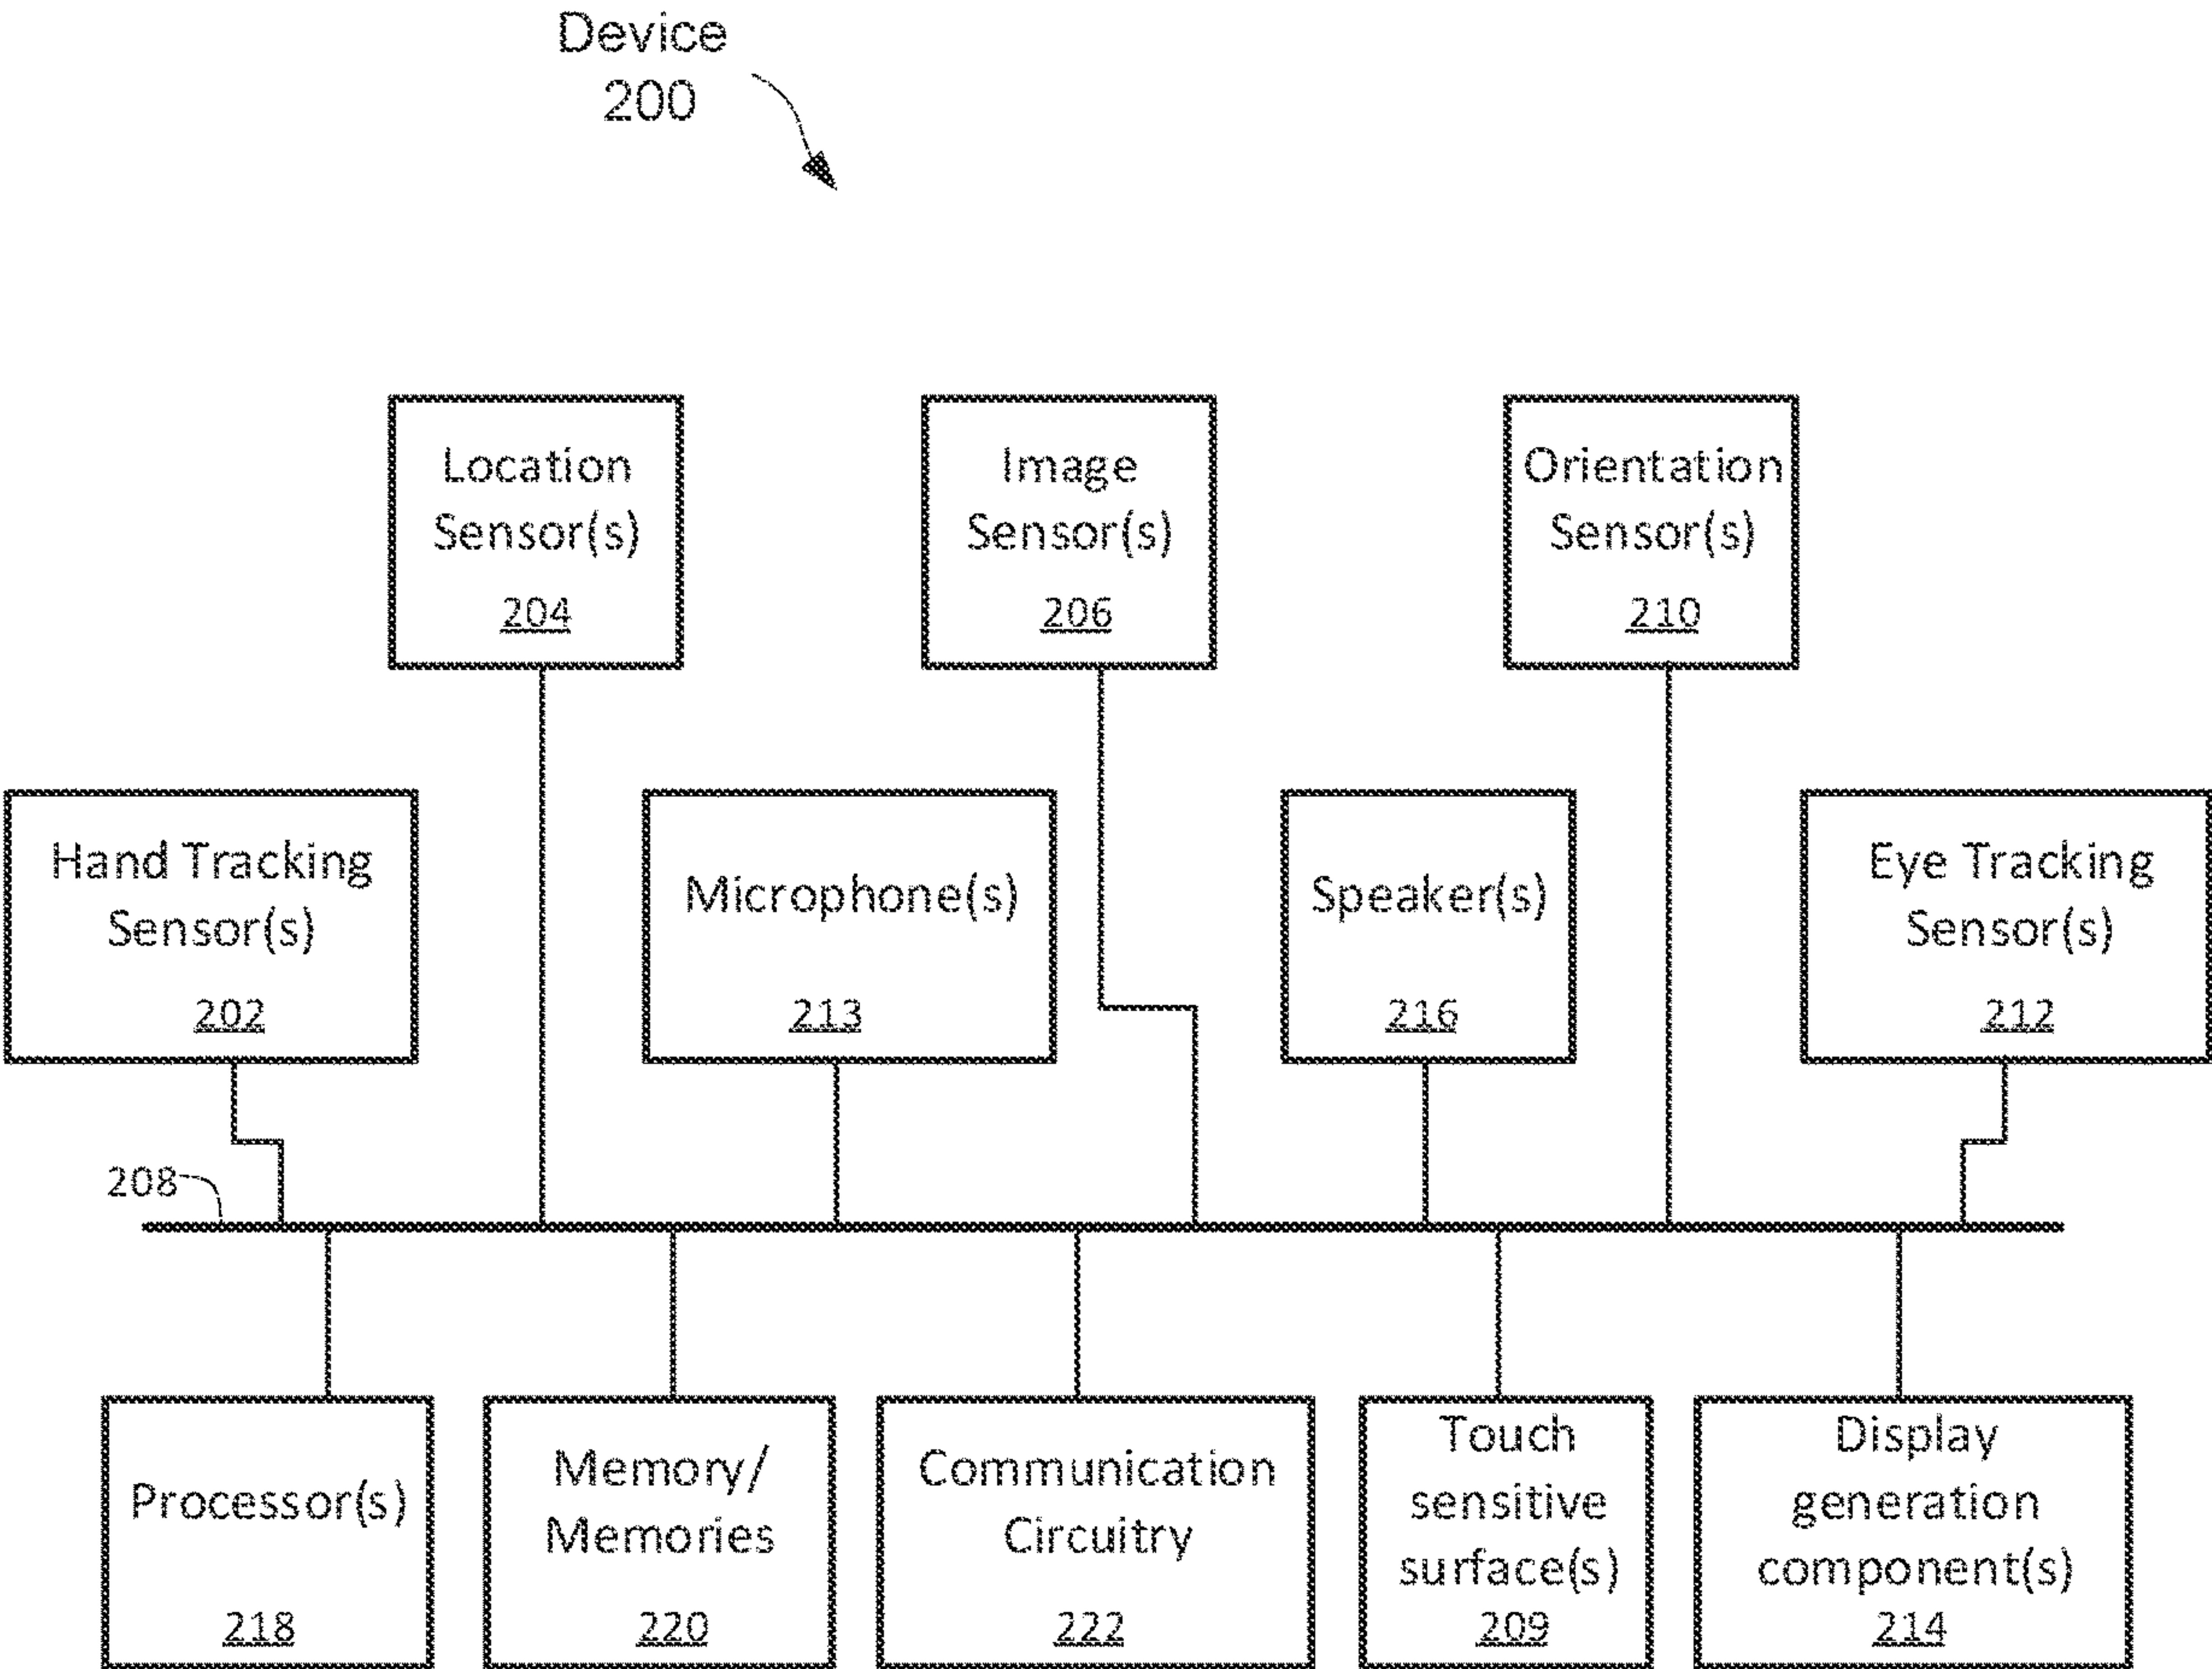 Device
200
Location
Sensor(s)
204
Image
Sensor(s)
206
Orientation
Sensor(s)
210
Hand Tracking
Sensor(s)
202
Microphone(s)
213
Speaker(s)
216
Eye Tracking
Sensor(s)
212
208
Processor(s)
218
Memory/
Memories
220
Communication
Circuitry
222
Touch
sensitive
surface(s)
209
Display
generation
component(s)
214